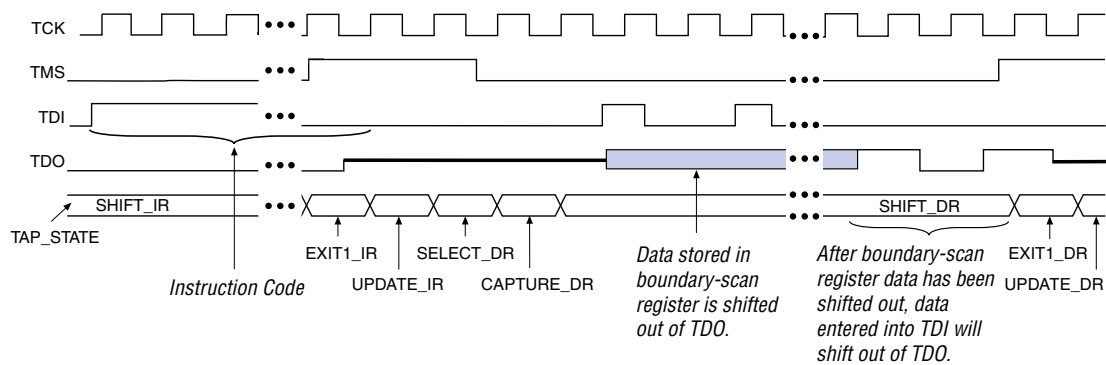 TCK
TMS
TDI
TDO
SHIFT_IR
SHIFT_DR
TAP_STATE
EXIT1_IR
SELECT_DR
UPDATE_IR
CAPTURE_DR
Instruction Code
Data stored in
boundary-scan
register is shifted
out of TDO.
After boundary-scan
register data has been
shifted out, data
entered into TDI will
shift out of TDO.
EXIT1_DR
UPDATE_DR